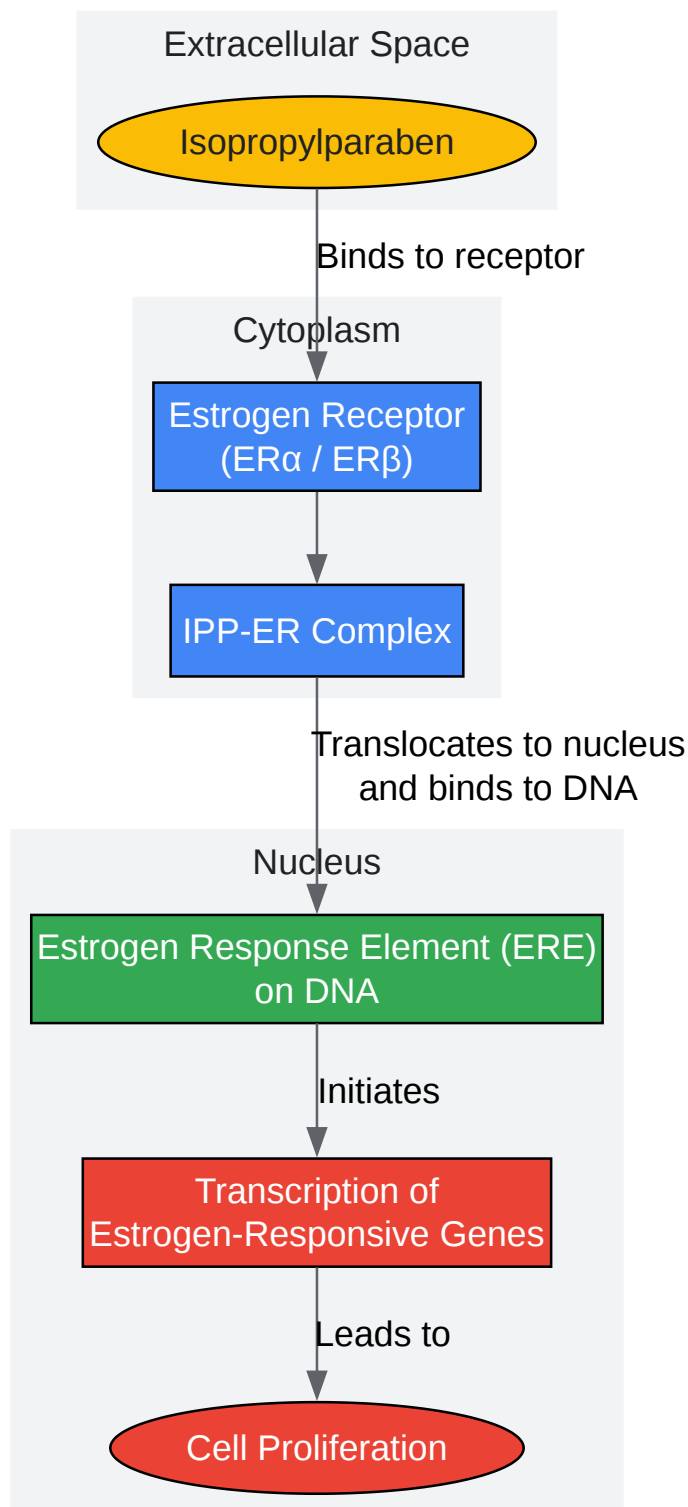 Extracellular Space
Isopropylparaben
Binds to receptor
Cytoplasm
Estrogen Receptor
(ERα / ERβ)
IPP-ER Complex
Translocates to nucleus
and binds to DNA
Nucleus
Estrogen Response Element (ERE)
on DNA
Initiates
Transcription of
Estrogen-Responsive Genes
Leads to
Cell Proliferation